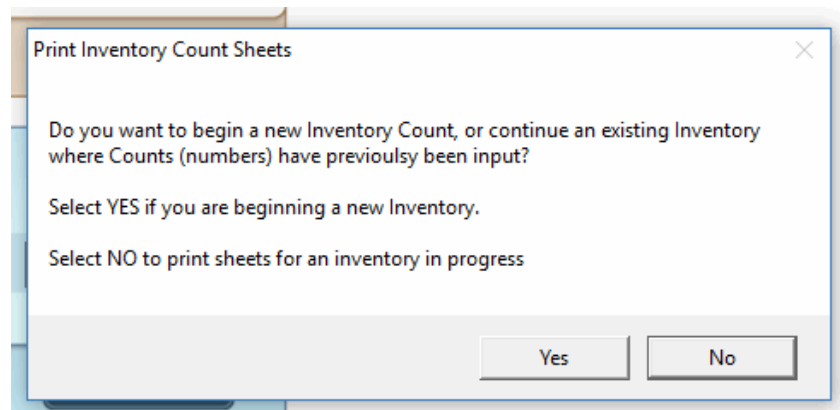 Print Inventory Count Sheets
Do you want to begin a new Inventory Count, or continue an existing Inventory
where Counts (numbers) have previoulsy been input?
Select YES if you are beginning a new Inventory.
Select NO to print sheets for an inventory in progress
Yes
No